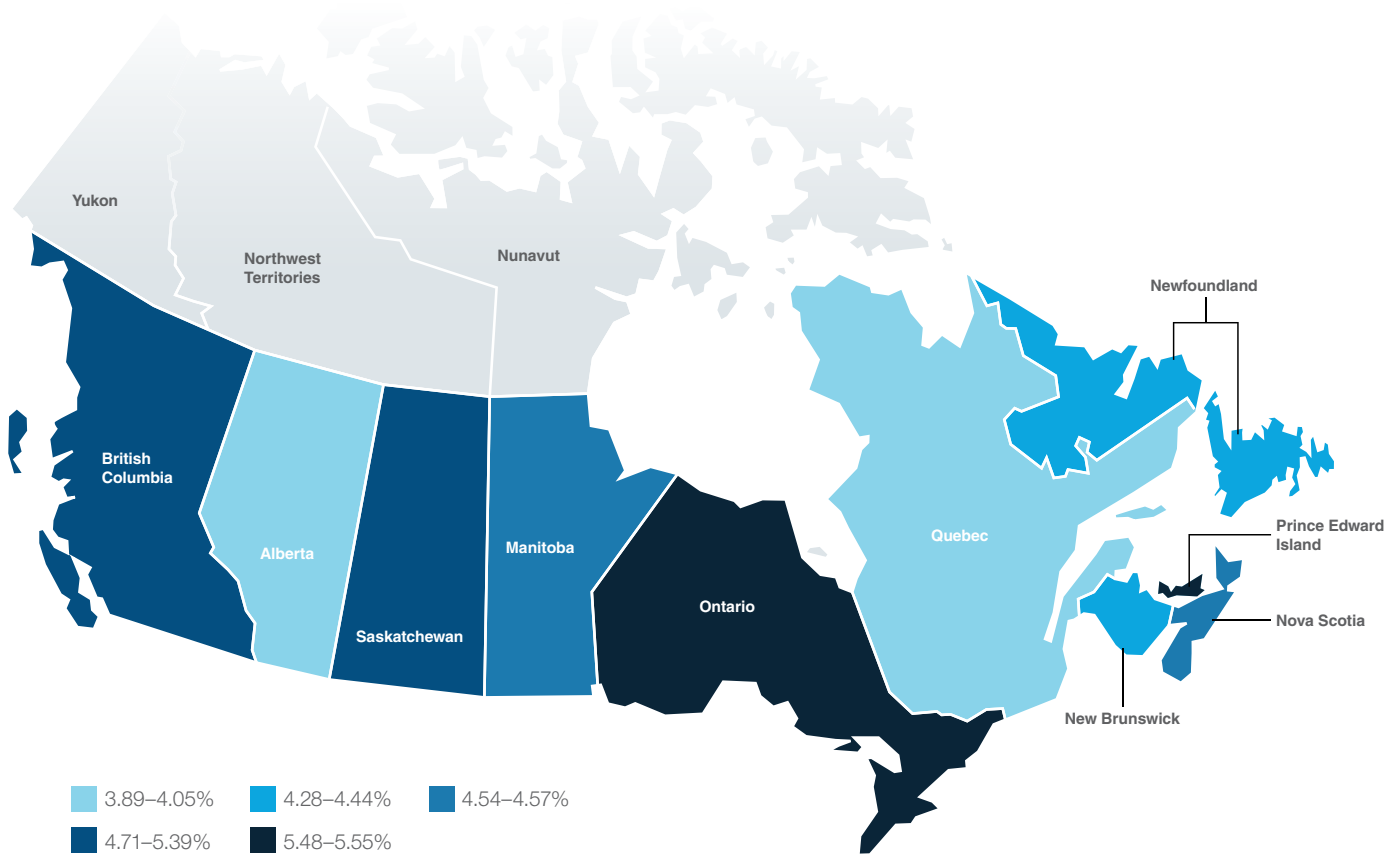 Yukon
Northwest
Territories
Nunavut
Newfoundland
British
Columbia
Alberta
Saskatchewan
Manitoba
Ontario
Quebec
Prince Edward
Island
Nova Scotia
New Brunswick
3.89–4.05%
4.28–4.44%
4.54–4.57%
4.71–5.39%
5.48–5.55%